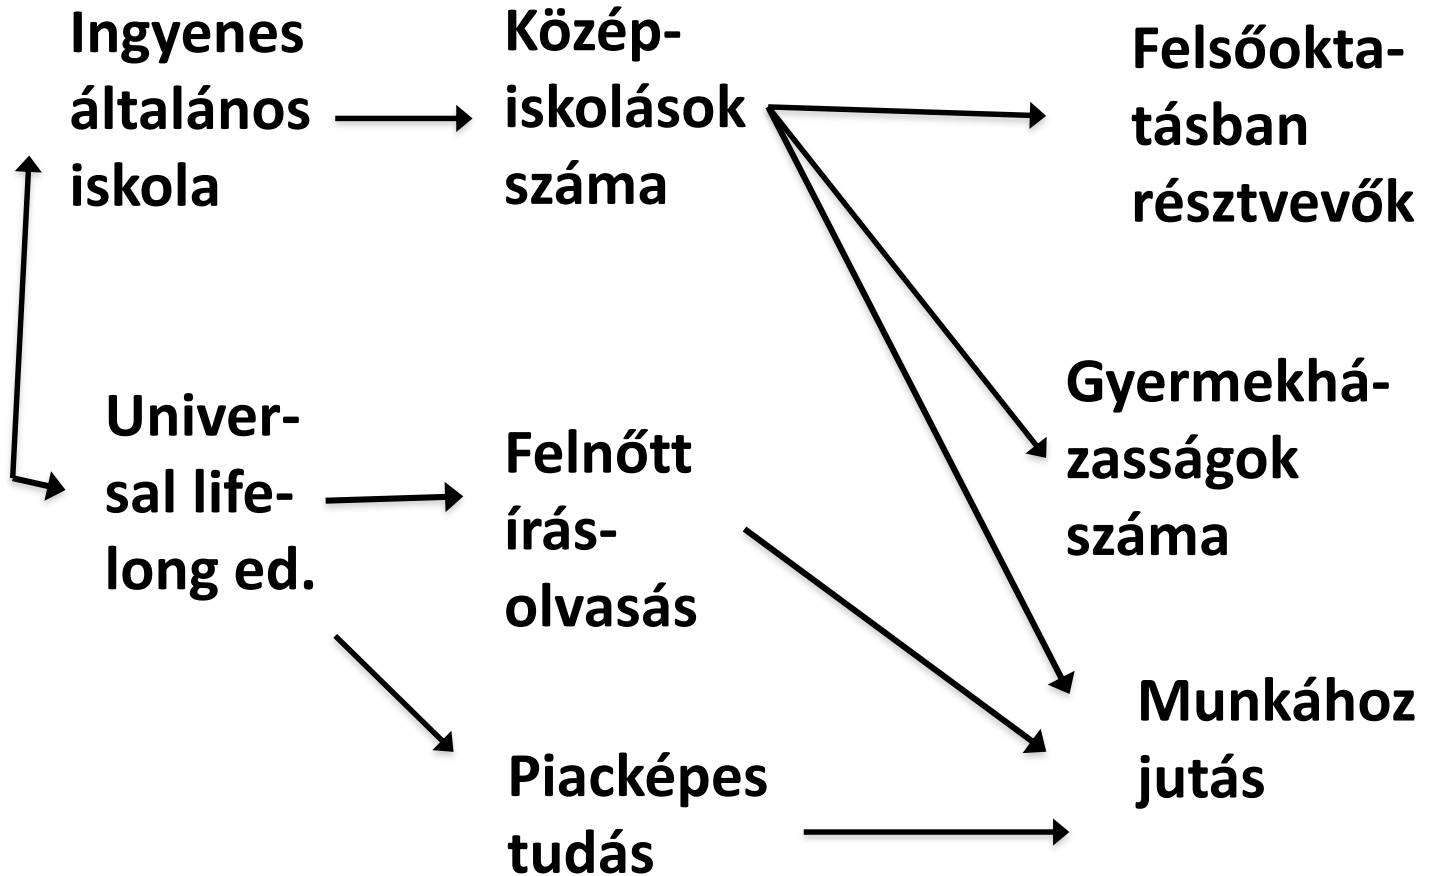 Ingyenes
általános
iskola
Közép-
iskolások
száma
Felsőokta-
tásban
résztvevők
Univer-
sal life-
long ed.
Felnőtt
írás-
olvasás
Gyermekhá-
zasságok
száma
Piacképes
tudás
Munkához
jutás